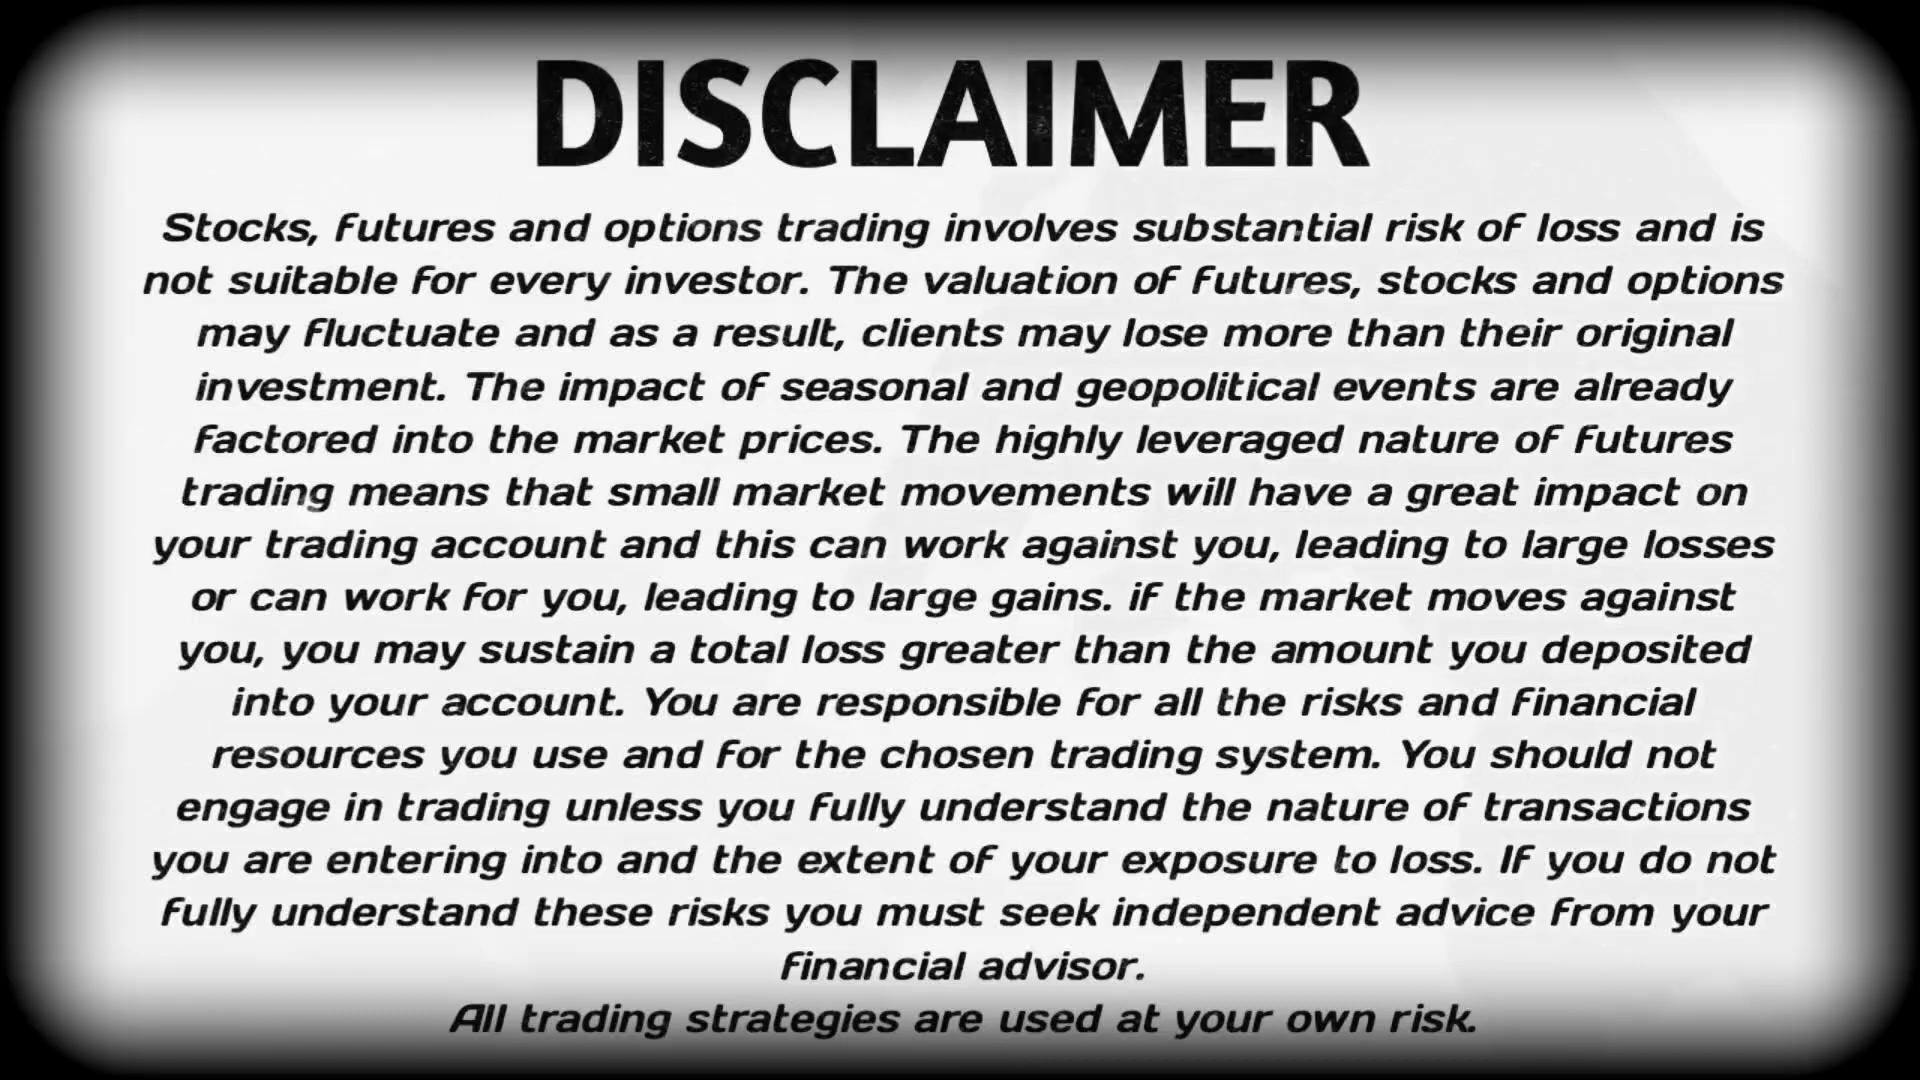 DISCLAIMER
Stocks, futures and options trading involves substantial risk of loss and is
not suitable for every investor. The valuation of futures, stocks and options
may fluctuate and as a result, clients may lose more than their original
investment. The impact of seasonal and geopolitical events are already
factored into the market prices. The highly leveraged nature of futures
trading means that small market movements will have a great impact on
your trading account and this can work against you, leading to large losses
or can work for you, leading to large gains. if the market moves against
you, you may sustain a total loss greater than the amount you deposited
into your account. You are responsible for all the risks and financial
resources you use and for the chosen trading system. You should not
engage in trading unless you fully understand the nature of transactions
you are entering into and the extent of your exposure to loss. If you do not
fully understand these risks you must seek independent advice from your
financial advisor.
All trading strategies are used at your own risk.